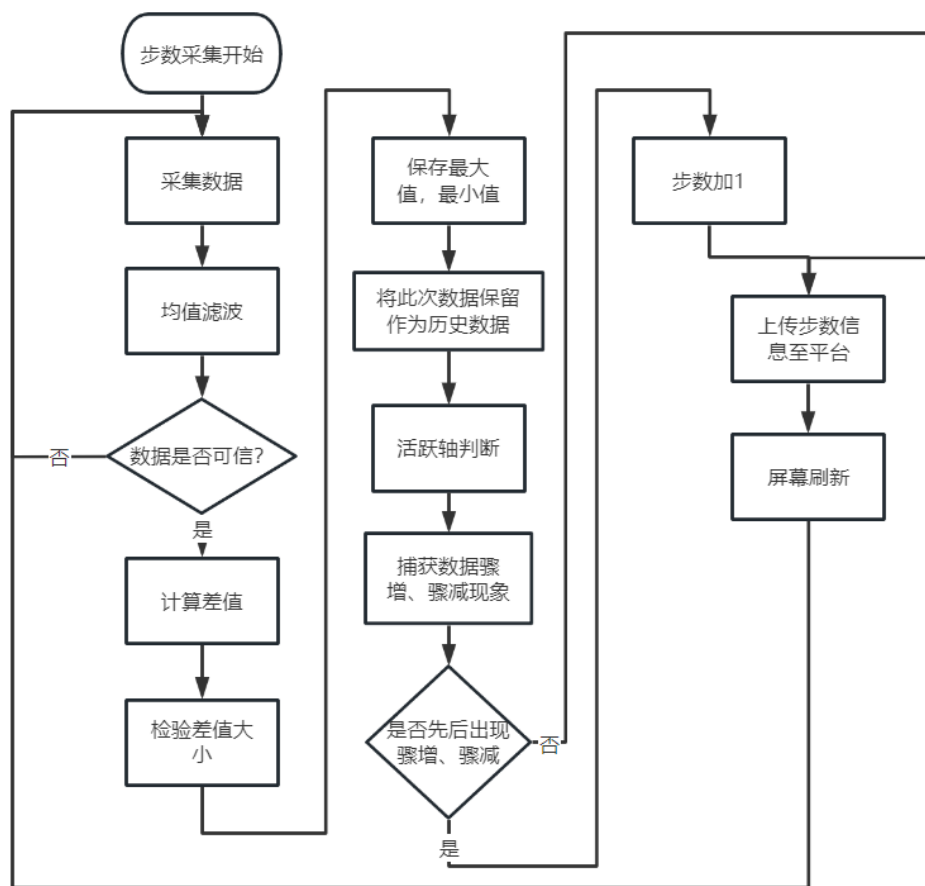 步数采集开始
采集数据
均值滤波
数据是否可信?
否
是
计算差值
检验差值大
小
保存最大
值，最小值
将此次数据保留
作为历史数据
活跃轴判断
捕获数据骤
增、骤减现象
是否先后出现
骤增、骤减
否
是
步数加1
上传步数信
息至平台
屏幕刷新